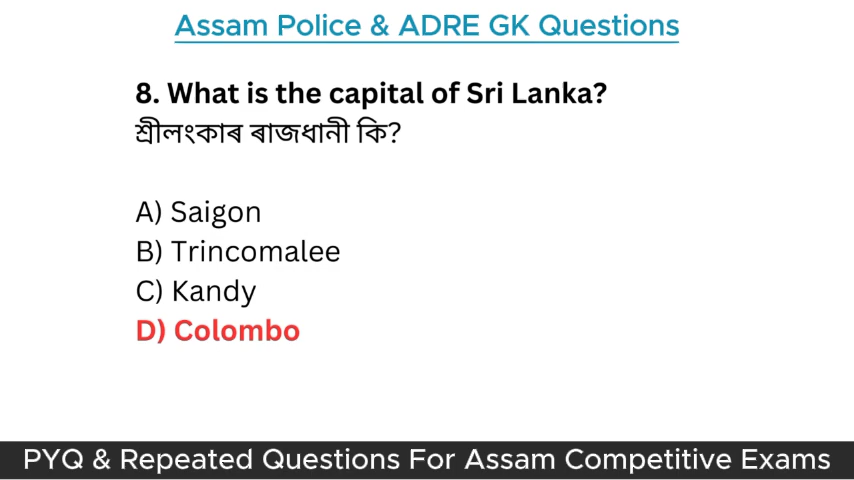 Assam Police & ADRE GK Questions
8. What is the capital of Sri Lanka?
শ্ৰীলংকাৰ ৰাজধানী কি?
A) Saigon
B) Trincomalee
C) Kandy
D) Colombo
PYQ & Repeated Questions For Assam Competitive Exams